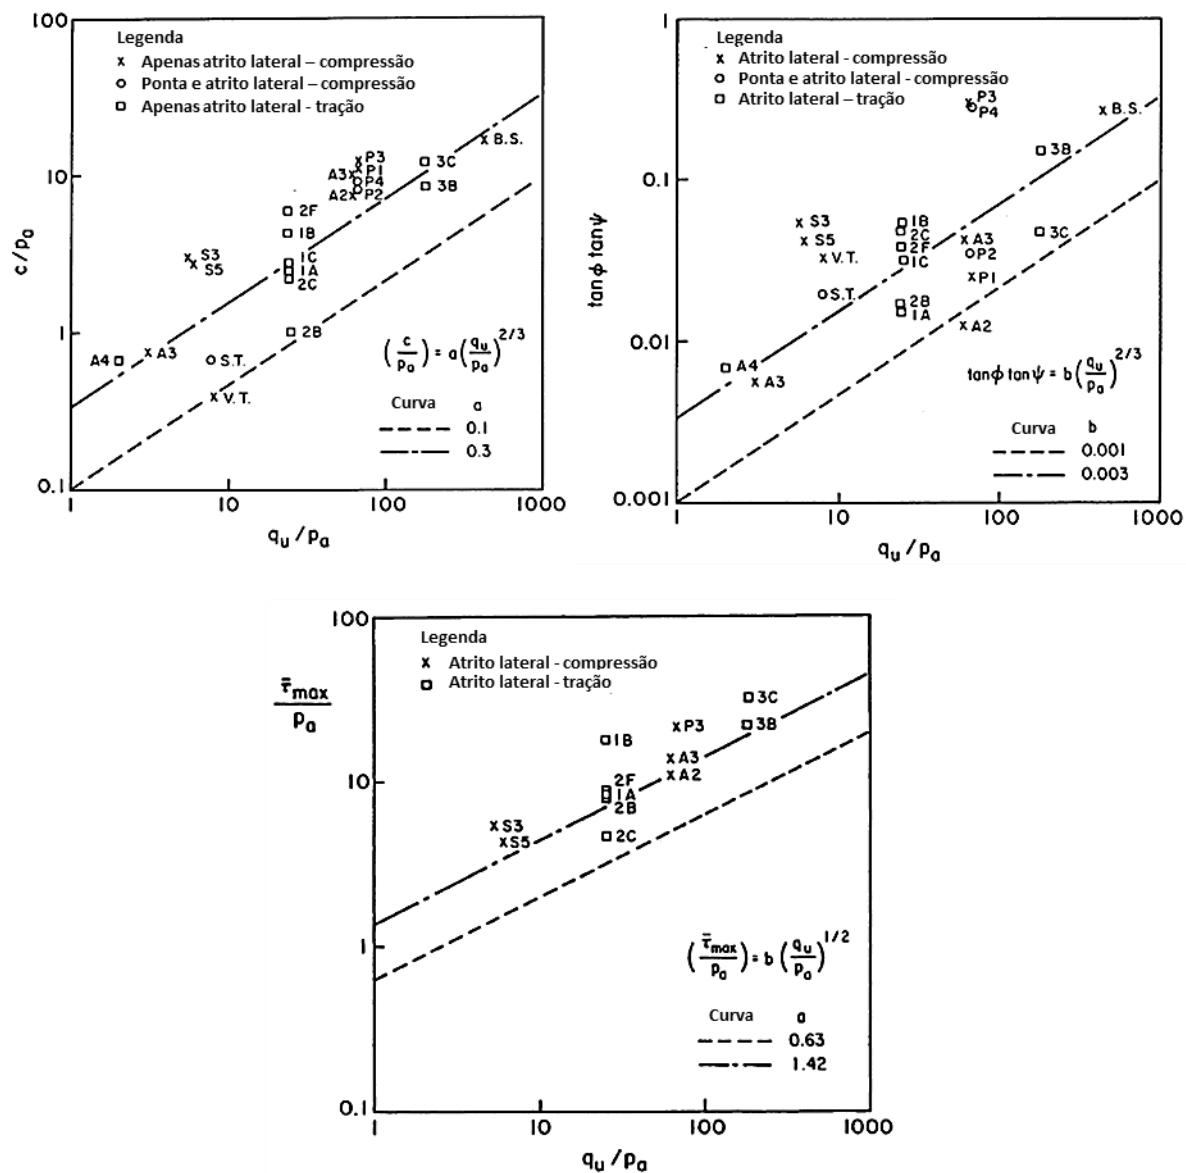 100
10
1
0.1
c/pₐ
Legenda
x Apenas atrito lateral – compressão
o Ponta e atrito lateral - compressão
□ Apenas atrito lateral - tração
x B.S.
x P3
x P1
A3 x
o P4
A2 x o P2
□ 3C
□ 3B
□ 2F
□ 1B
□ 1C
□ 1A
□ 2C
x S3
x S5
□ 2B
A4 □
x A3
o S.T.
x V.T.
(c/pₐ) = a(qᵤ/pₐ)^2/3
Curva a
0.1
0.3
1 10 100 1000
qᵤ/pₐ
1
0.1
0.01
0.001
tanϕ tanψ
Legenda
x Atrito lateral - compressão
o Ponta e atrito lateral - compressão
□ Atrito lateral – tração
x P3
o P4
x B.S.
□ 3B
x S3
x S5
x V.T.
□ 1B
□ 2C
□ 2F
□ 1C
x A3
o P2
□ 3C
x P1
o S.T.
□ 2B
□ 1A
x A2
□ A4
x A3
tanϕ tanψ = b(qᵤ/pₐ)^2/3
Curva b
0.001
0.003
1 10 100 1000
qᵤ/pₐ
100
10
1
0.1
τ̿max/pₐ
Legenda
x Atrito lateral - compressão
□ Atrito lateral - tração
□ 3C
□ 3B
x P3
□ 1B
x A3
x A2
□ 2F
□ 1A
□ 2B
x S3
x S5
□ 2C
(τ̿max/pₐ) = b(qᵤ/pₐ)^1/2
Curva a
0.63
1.42
1 10 100 1000
qᵤ/pₐ